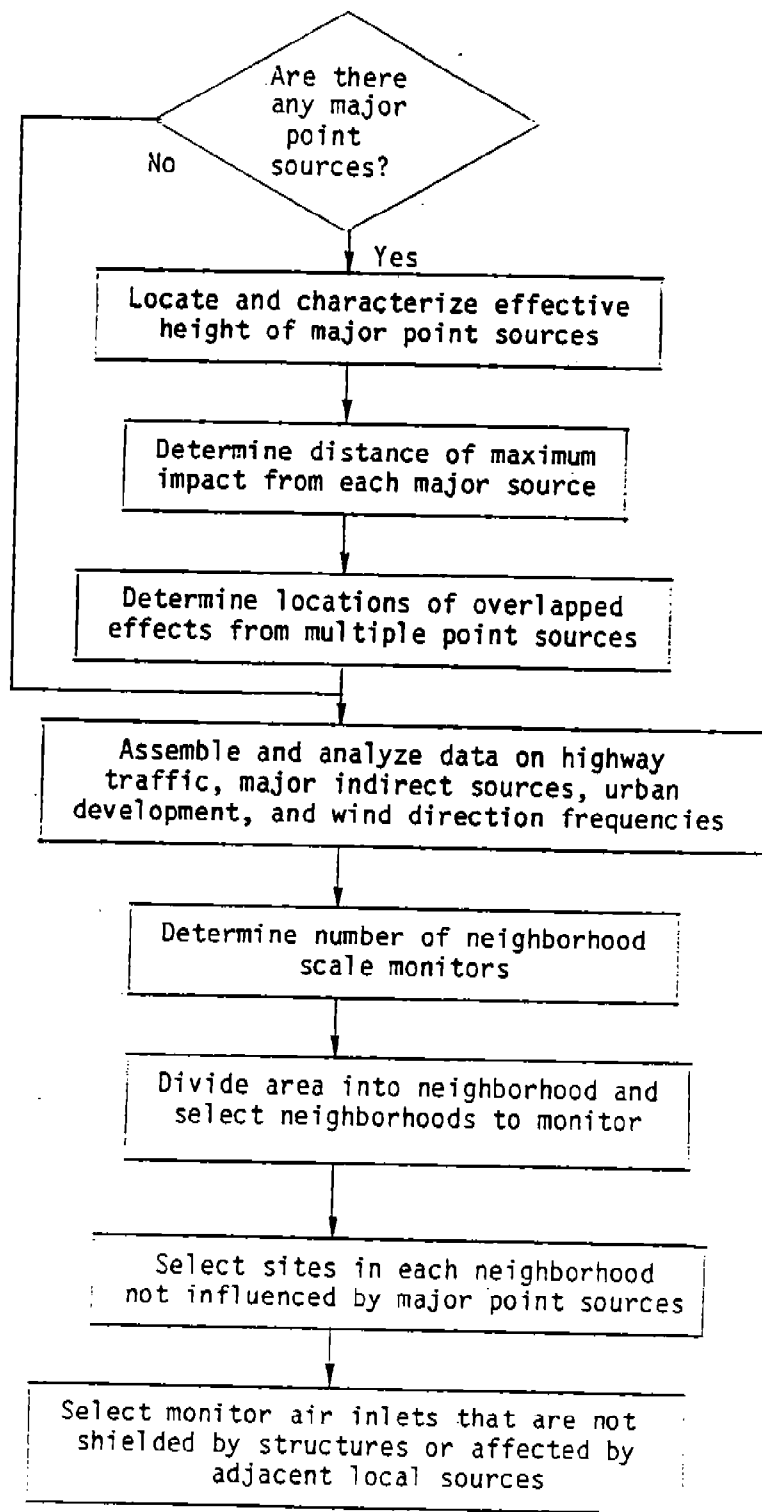 Are there
any major
point
sources?
No
Yes
Locate and characterize effective
height of major point sources
Determine distance of maximum
impact from each major source
Determine locations of overlapped
effects from multiple point sources
Assemble and analyze data on highway
traffic, major indirect sources, urban
development, and wind direction frequencies
Determine number of neighborhood
scale monitors
Divide area into neighborhood and
select neighborhoods to monitor
Select sites in each neighborhood
not influenced by major point sources
Select monitor air inlets that are not
shielded by structures or affected by
adjacent local sources